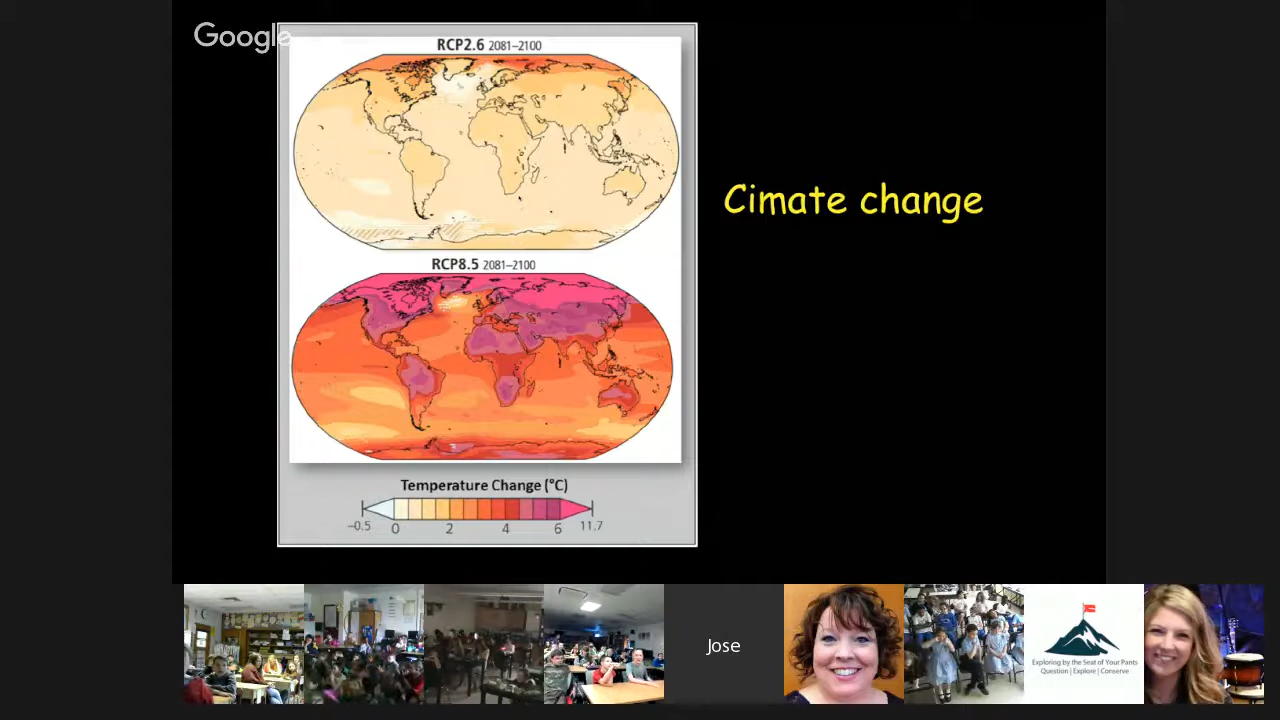 Google
RCP2.6 2081–2100
Cimate change
RCP8.5 2081–2100
Temperature Change (°C)
−0.5 0 2 4 6 11.7
Jose
Exploring by the Seat of Your Pants
Question | Explore | Conserve